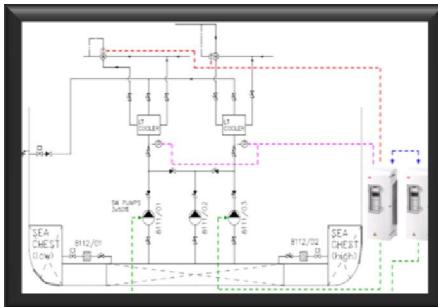 LT
COOLER
LT
COOLER
SW PUMPS
8111/01
8111/02
8111/03
SEA
CHEST
(low)
8112/01
8112/02
SEA
CHEST
(high)